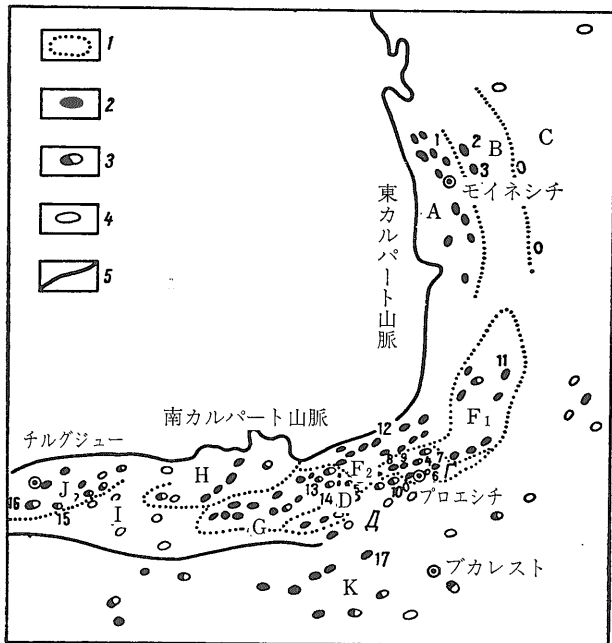 1
2
3
4
5
1
2
B
C
3
モイネシチ
A
東カルパート山脈
11
F₁
12
南カルパート山脈
チルグジュー
H
F₂
8
9
4
7
Г
6
13
5
10
プロエシチ
J
?
14
D
16
15
I
G
Д
17
ブカレスト
K